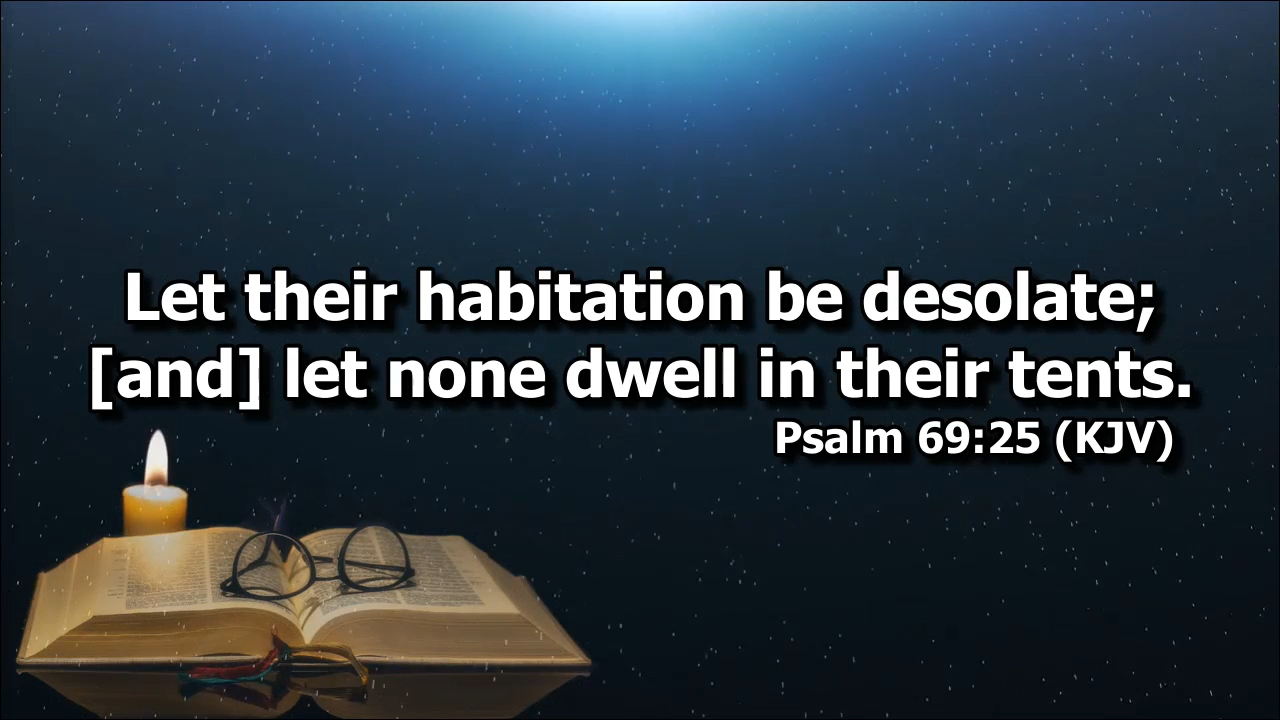 Let their habitation be desolate;
[and] let none dwell in their tents.
Psalm 69:25 (KJV)